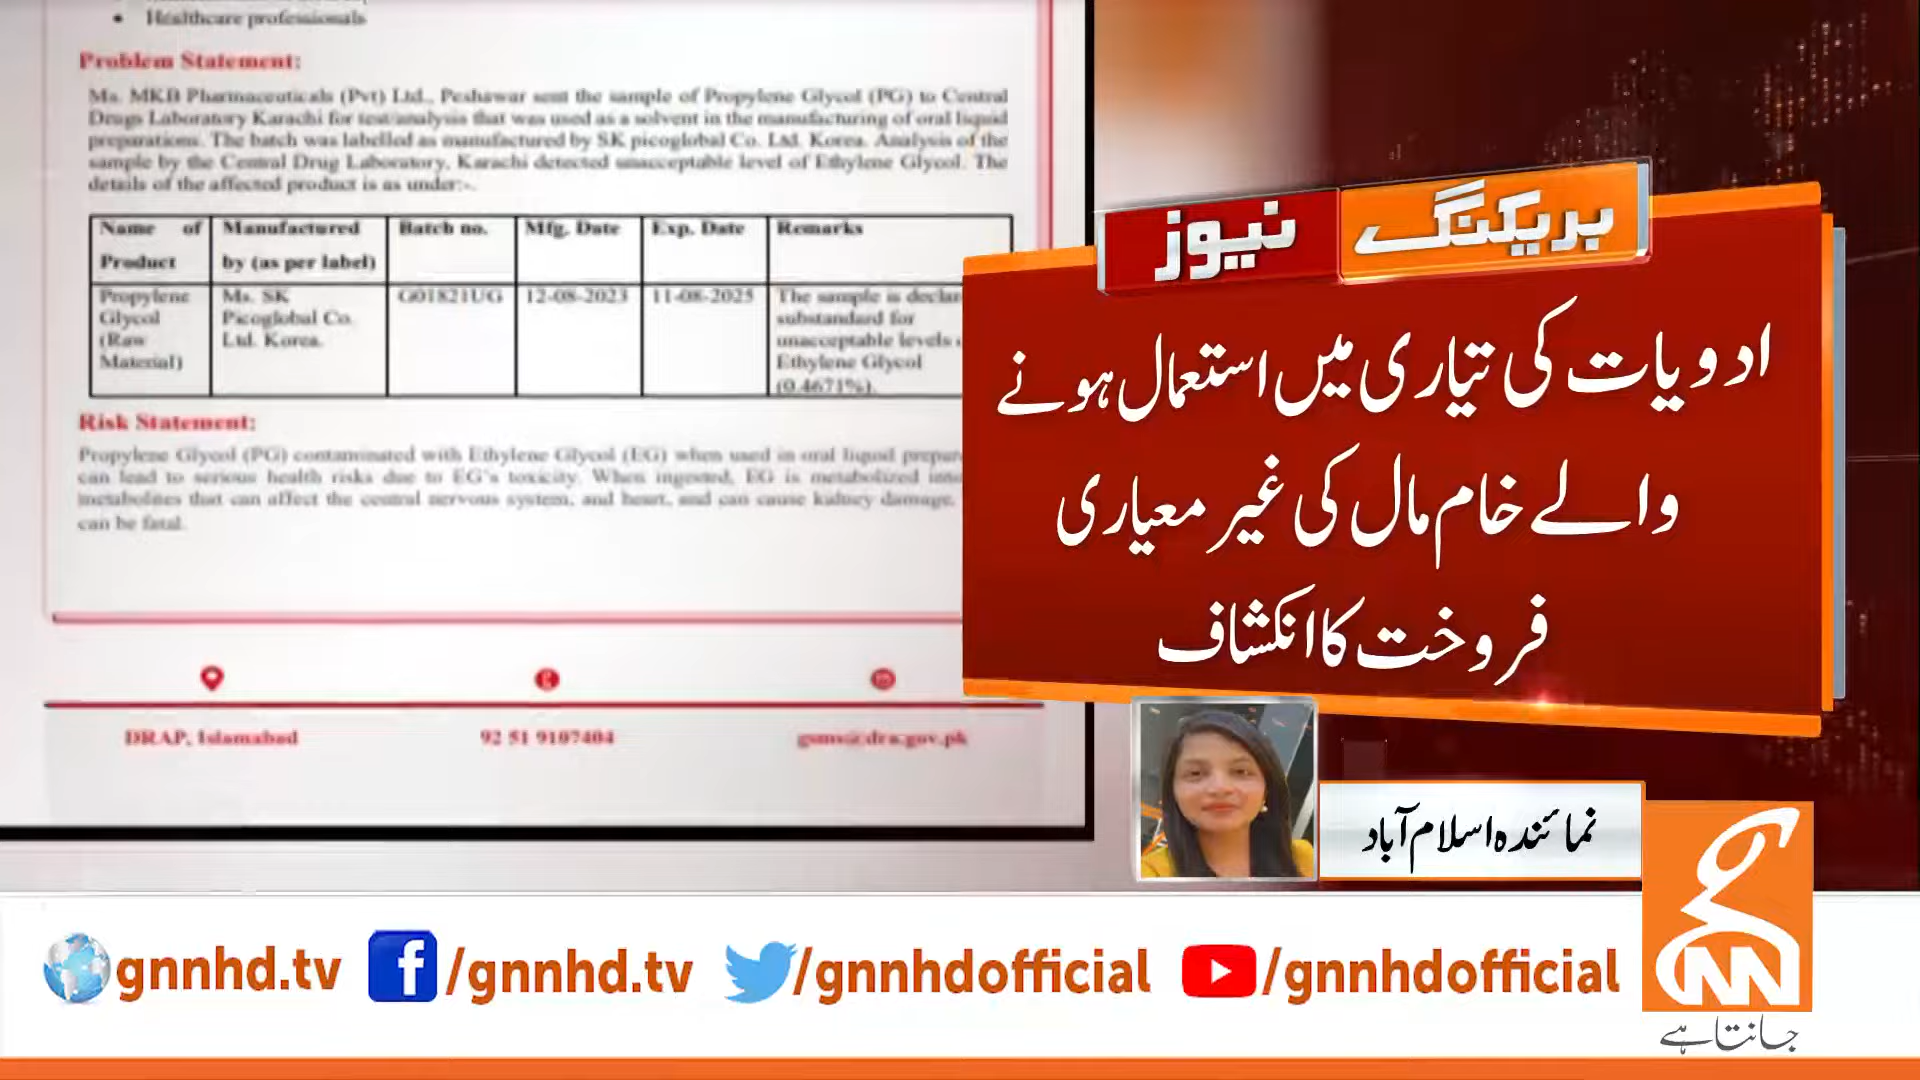 • Healthcare professionals
Problem Statement:
Ms. MKB Pharmaceuticals (Pvt) Ltd., Peshawar sent the sample of Propylene Glycol (PG) to Central
Drugs Laboratory Karachi for test/analysis that was used as a solvent in the manufacturing of oral liquid
preparations. The batch was labelled as manufactured by SK picoglobal Co. Ltd. Korea. Analysis of the
sample by the Central Drug Laboratory, Karachi detected unacceptable level of Ethylene Glycol. The
details of the affected product is as under:-.
Name of Product
Manufactured by (as per label)
Batch no.
Mfg. Date
Exp. Date
Remarks
Propylene
Glycol
(Raw
Material)
Ms. SK
Picoglobal Co.
Ltd. Korea.
G01821UG
12-08-2023
11-08-2025
The sample is
substandard for
unacceptable levels
Ethylene Glycol
(0.4671%).
Risk Statement:
Propylene Glycol (PG) contaminated with Ethylene Glycol (EG) when used in oral liquid
can lead to serious health risks due to EG's toxicity. When ingested, EG is metabolized
metabolites that can affect the central nervous system, and heart, and can cause kidney damage,
can be fatal.
DRAP, Islamabad
92 51 9107404
بریکنگ نیوز
ادویات کی تیاری میں استعمال ہونے
والے خام مال کی غیر معیاری
فروخت کا انکشاف
نمائندہ اسلام آباد
gnnhd.tv
/gnnhd.tv
/gnnhdofficial
/gnnhdofficial
GNN
جانتا ہے